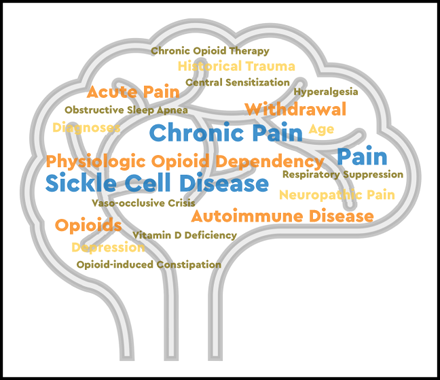 Chronic Opioid Therapy
Historical Trauma
Central Sensitization
Acute Pain
Hyperalgesia
Obstructive Sleep Apnea
Withdrawal
Diagnoses
Chronic Pain
Age
Physiologic Opioid Dependency
Pain
Respiratory Suppression
Sickle Cell Disease
Neuropathic Pain
Vaso-occlusive Crisis
Autoimmune Disease
Opioids
Vitamin D Deficiency
Depression
Opioid-induced Constipation